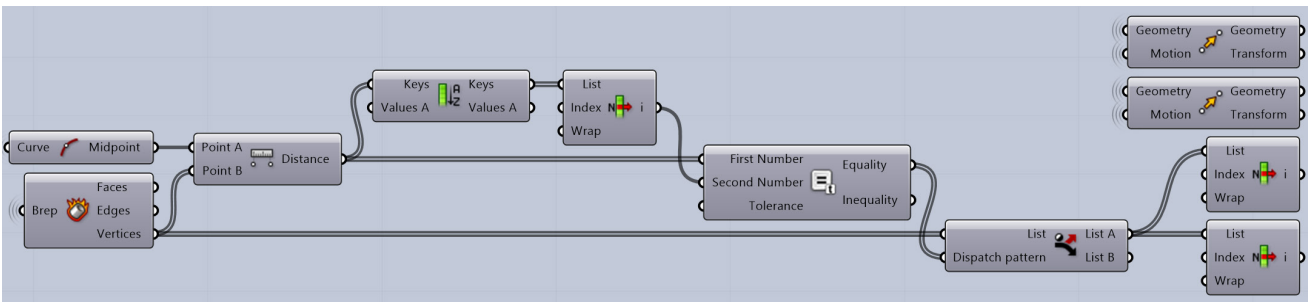 Geometry Geometry
Motion Transform
Keys A Z Keys
Values A Values A
List
Index N i
Wrap
Geometry Geometry
Motion Transform
Curve Midpoint
Point A Distance
Point B
First Number Equality
Second Number =
Tolerance Inequality
List
Index N i
Wrap
Faces
Brep Edges
Vertices
List List A
Dispatch pattern List B
List
Index N i
Wrap